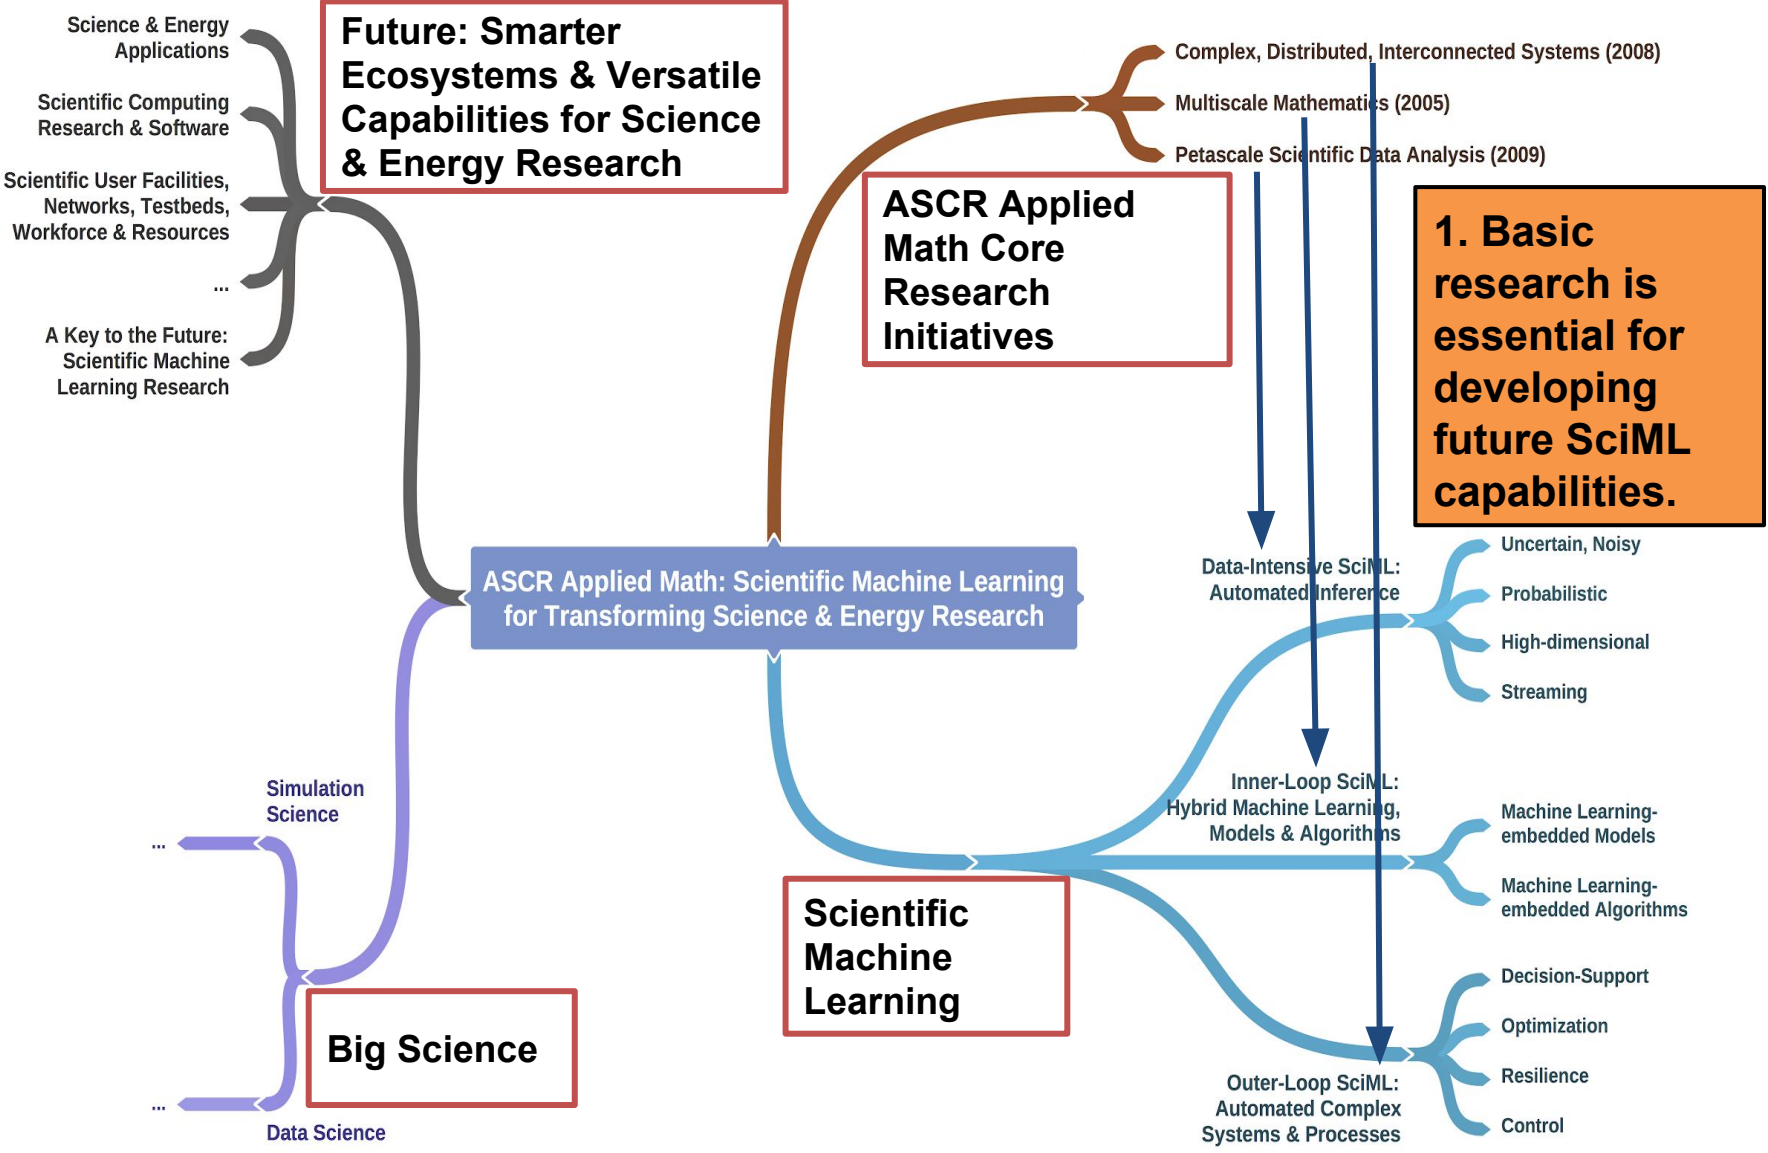 Science & Energy
Applications
Scientific Computing
Research & Software
Scientific User Facilities,
Networks, Testbeds,
Workforce & Resources
...
A Key to the Future:
Scientific Machine
Learning Research
Future: Smarter
Ecosystems & Versatile
Capabilities for Science
& Energy Research
Complex, Distributed, Interconnected Systems (2008)
Multiscale Mathematics (2005)
Petascale Scientific Data Analysis (2009)
ASCR Applied
Math Core
Research
Initiatives
1. Basic
research is
essential for
developing
future SciML
capabilities.
ASCR Applied Math: Scientific Machine Learning
for Transforming Science & Energy Research
Data-Intensive SciML:
Automated Inference
Uncertain, Noisy
Probabilistic
High-dimensional
Streaming
Inner-Loop SciML:
Hybrid Machine Learning,
Models & Algorithms
Machine Learning-
embedded Models
Machine Learning-
embedded Algorithms
Scientific
Machine
Learning
Outer-Loop SciML:
Automated Complex
Systems & Processes
Decision-Support
Optimization
Resilience
Control
Simulation
Science
...
Big Science
...
Data Science